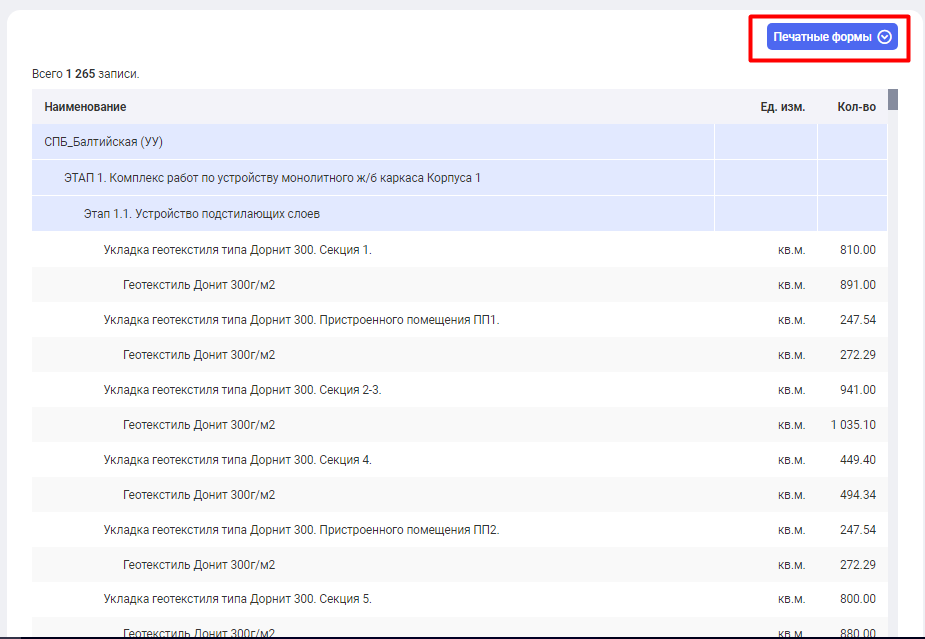 Печатные формы
Всего 1 265 записи.
Наименование Ед. изм. Кол-во
СПБ_Балтийская (УУ)
ЭТАП 1. Комплекс работ по устройству монолитного ж/б каркаса Корпуса 1
Этап 1.1. Устройство подстилающих слоев
Укладка геотекстиля типа Дорнит 300. Секция 1. кв.м. 810.00
Геотекстиль Донит 300г/м2 кв.м. 891.00
Укладка геотекстиля типа Дорнит 300. Пристроенного помещения ПП1. кв.м. 247.54
Геотекстиль Донит 300г/м2 кв.м. 272.29
Укладка геотекстиля типа Дорнит 300. Секция 2-3. кв.м. 941.00
Геотекстиль Донит 300г/м2 кв.м. 1 035.10
Укладка геотекстиля типа Дорнит 300. Секция 4. кв.м. 449.40
Геотекстиль Донит 300г/м2 кв.м. 494.34
Укладка геотекстиля типа Дорнит 300. Пристроенного помещения ПП2. кв.м. 247.54
Геотекстиль Донит 300г/м2 кв.м. 272.29
Укладка геотекстиля типа Дорнит 300. Секция 5. кв.м. 800.00
Геотекстиль Донит 300г/м2 кв.м. 880.00